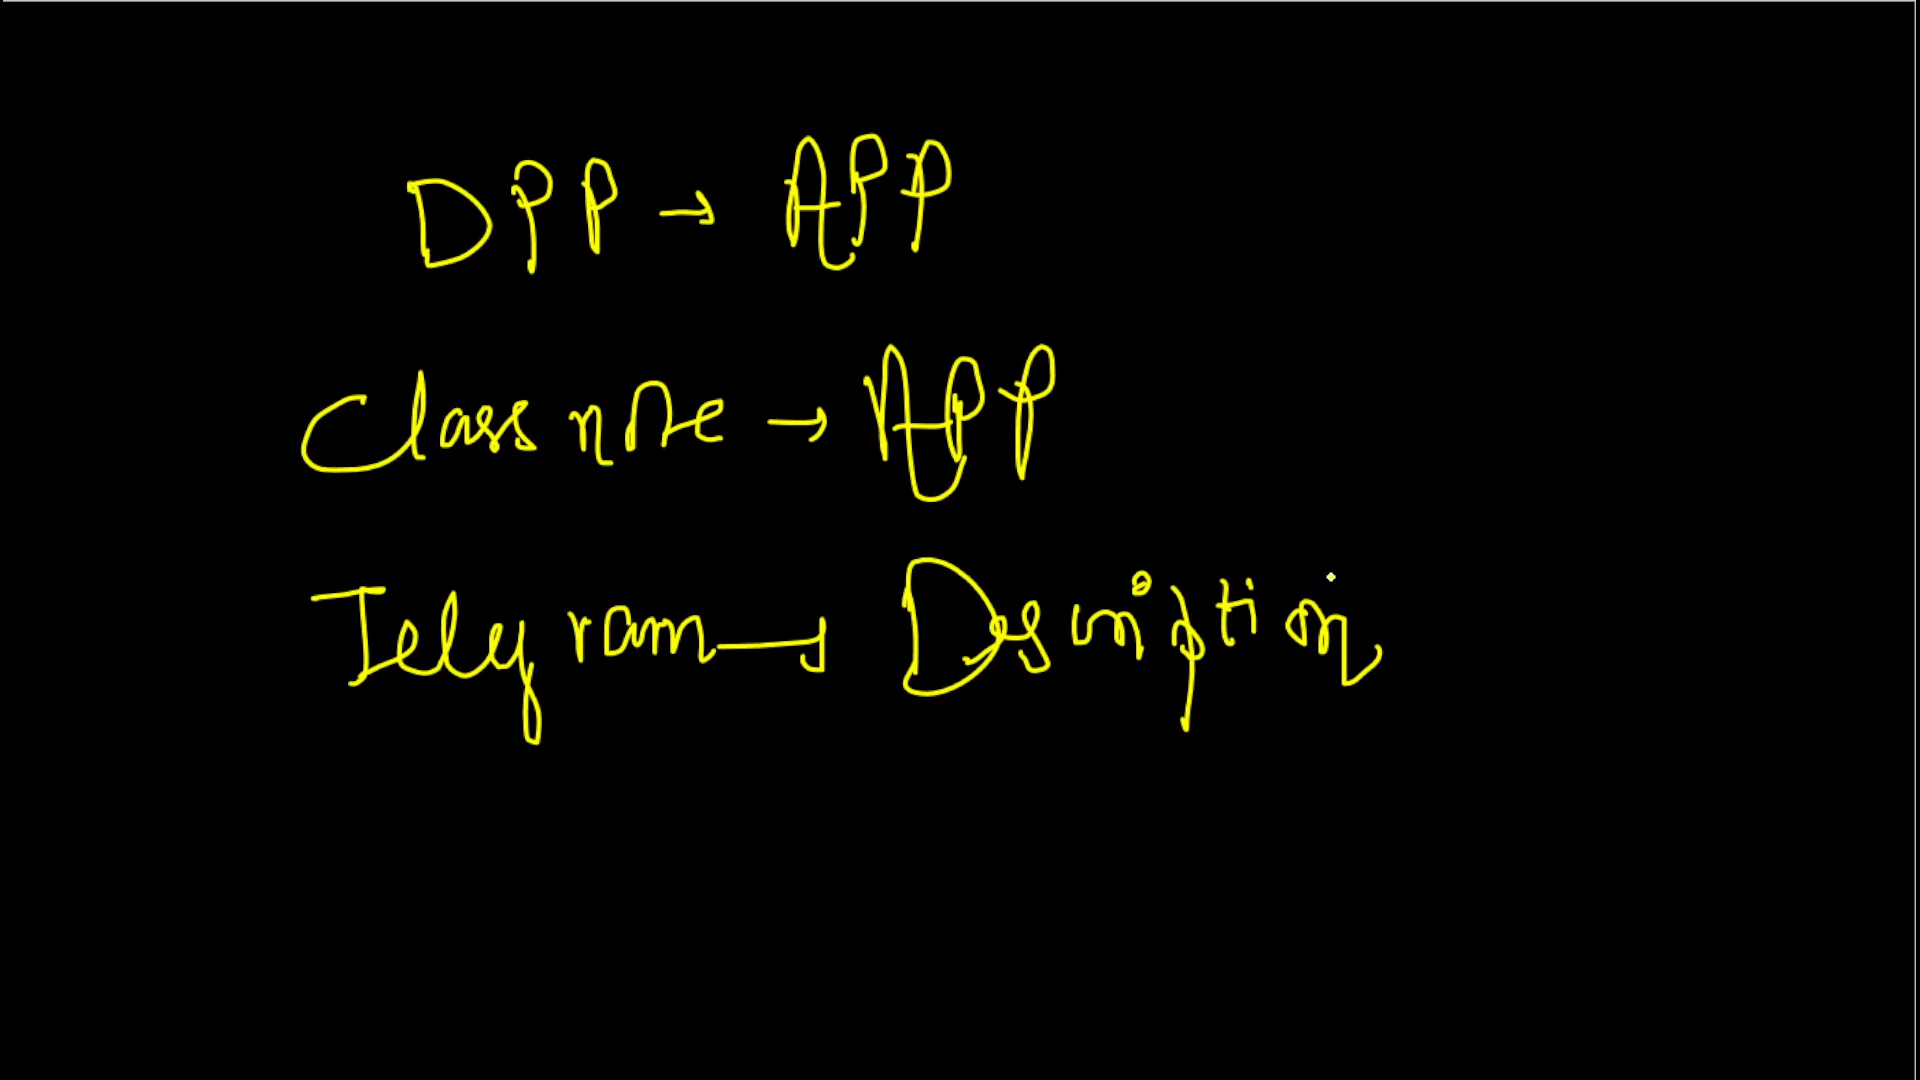 DPP → APP
Class note → APP
Telegram → Description